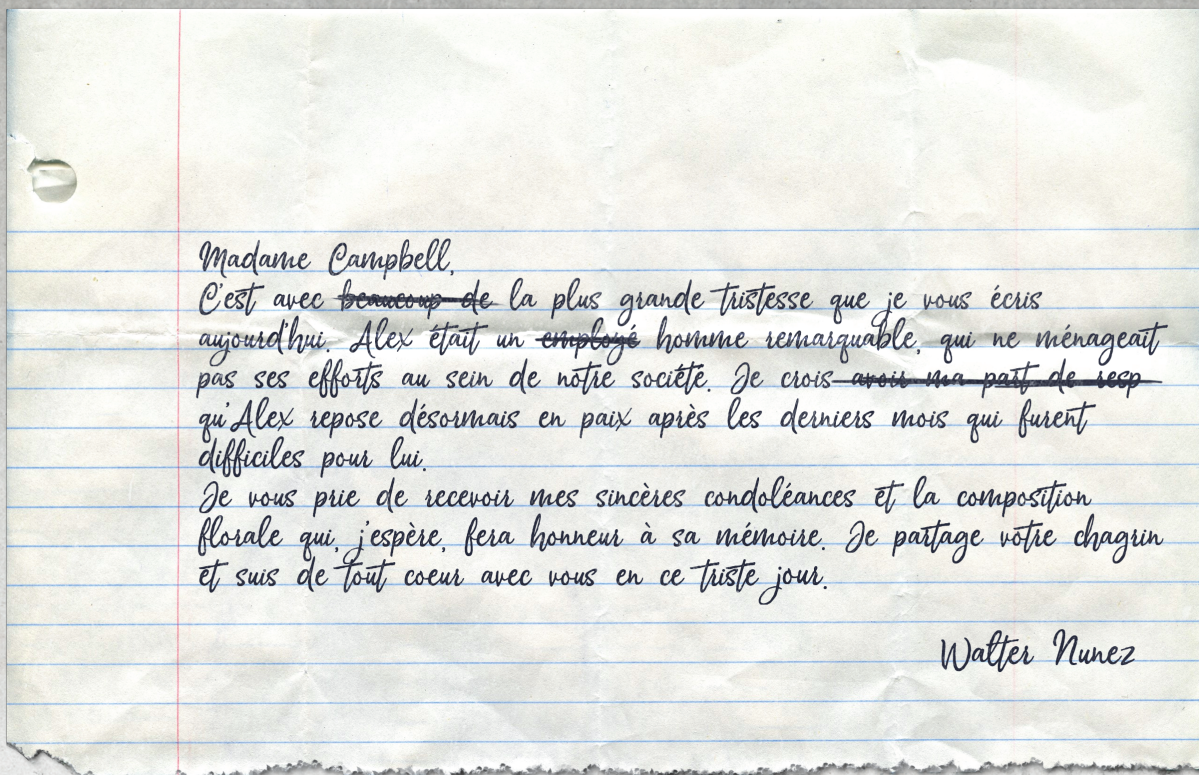 Madame Campbell,
C'est avec beaucoup de la plus grande tristesse que je vous écris
aujourd'hui. Alex était un employé homme remarquable, qui ne ménageait
pas ses efforts au sein de notre société. Je crois avoir ma part de resp
qu'Alex repose désormais en paix après les derniers mois qui furent
difficiles pour lui.
Je vous prie de recevoir mes sincères condoléances et la composition
florale qui, j'espère, fera honneur à sa mémoire. Je partage votre chagrin
et suis de tout coeur avec vous en ce triste jour.
Walter Nunez